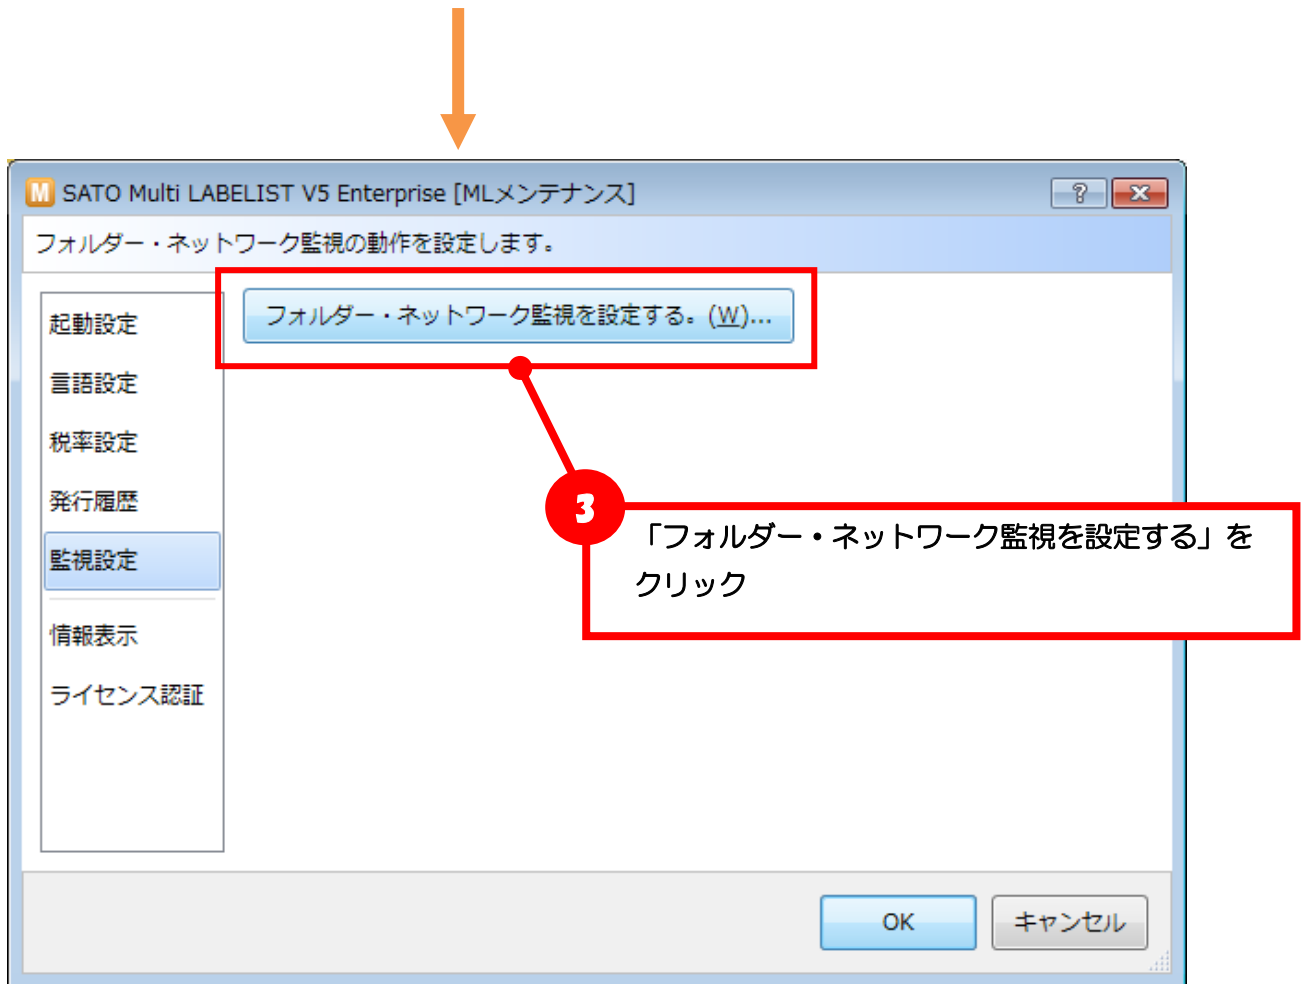 SATO Multi LABELIST V5 Enterprise [MLメンテナンス]
フォルダー・ネットワーク監視の動作を設定します。
起動設定
言語設定
税率設定
発行履歴
監視設定
情報表示
ライセンス認証
フォルダー・ネットワーク監視を設定する。(W)...
3
「フォルダー・ネットワーク監視を設定する」を
クリック
OK
キャンセル